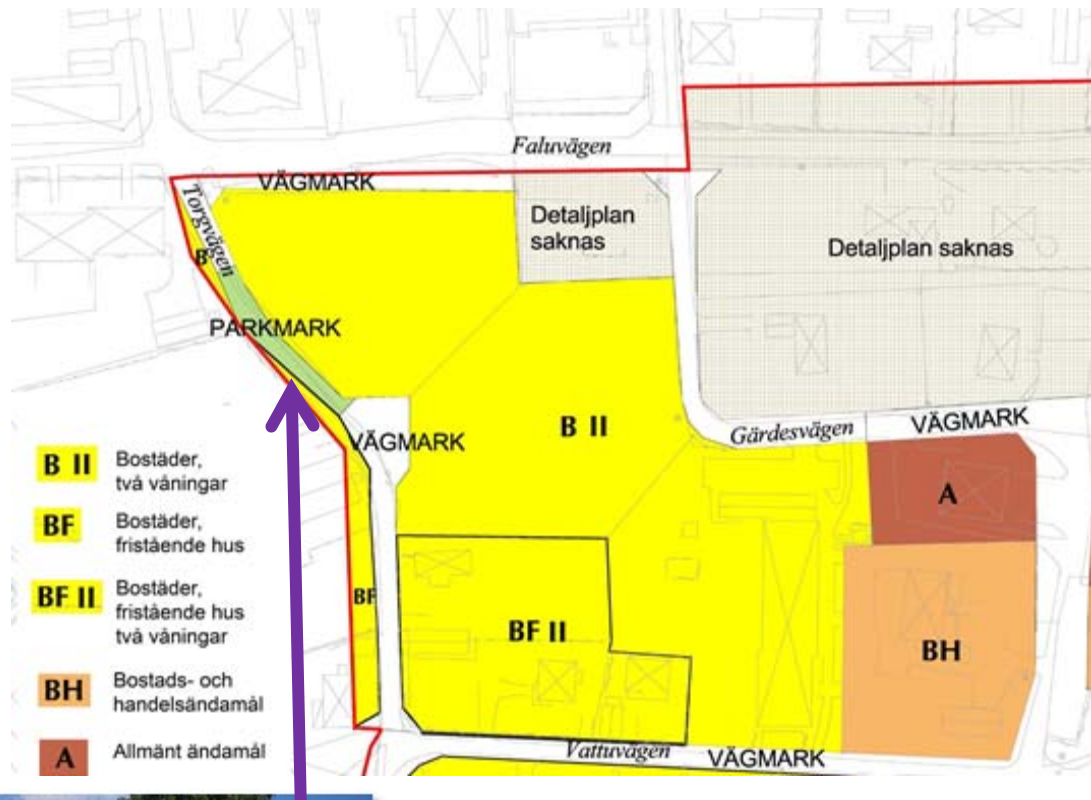 Faluvägen
VÄGMARK
Torgvägen
Detaljplan
saknas
Detaljplan saknas
B
PARKMARK
VÄGMARK
B II
Gärdesvägen
VÄGMARK
A
BF
BF II
BH
Vattuvägen
VÄGMARK
B II
Bostäder,
två våningar
BF
Bostäder,
fristående hus
BF II
Bostäder,
fristående hus
två våningar
BH
Bostads- och
handelsändamål
A
Allmänt ändamål